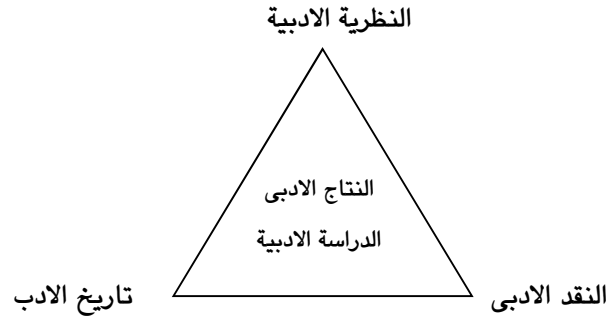 النظرية الادبية
النتاج الادبى
الدراسة الادبية
النقد الادبى
تاريخ الادب